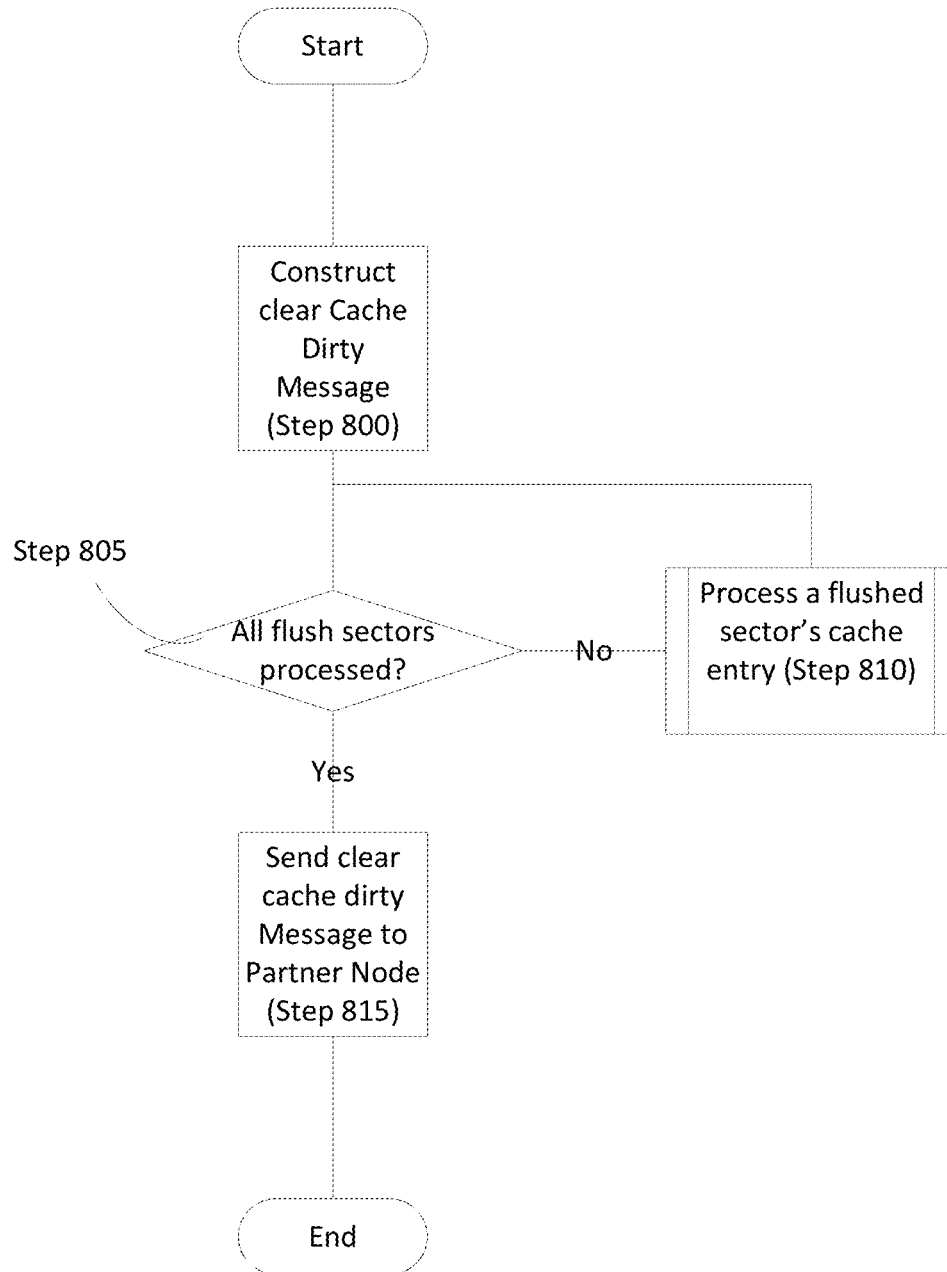 Start
Construct
clear Cache
Dirty
Message
(Step 800)
Step 805
All flush sectors
processed?
No
Process a flushed
sector's cache
entry (Step 810)
Yes
Send clear
cache dirty
Message to
Partner Node
(Step 815)
End